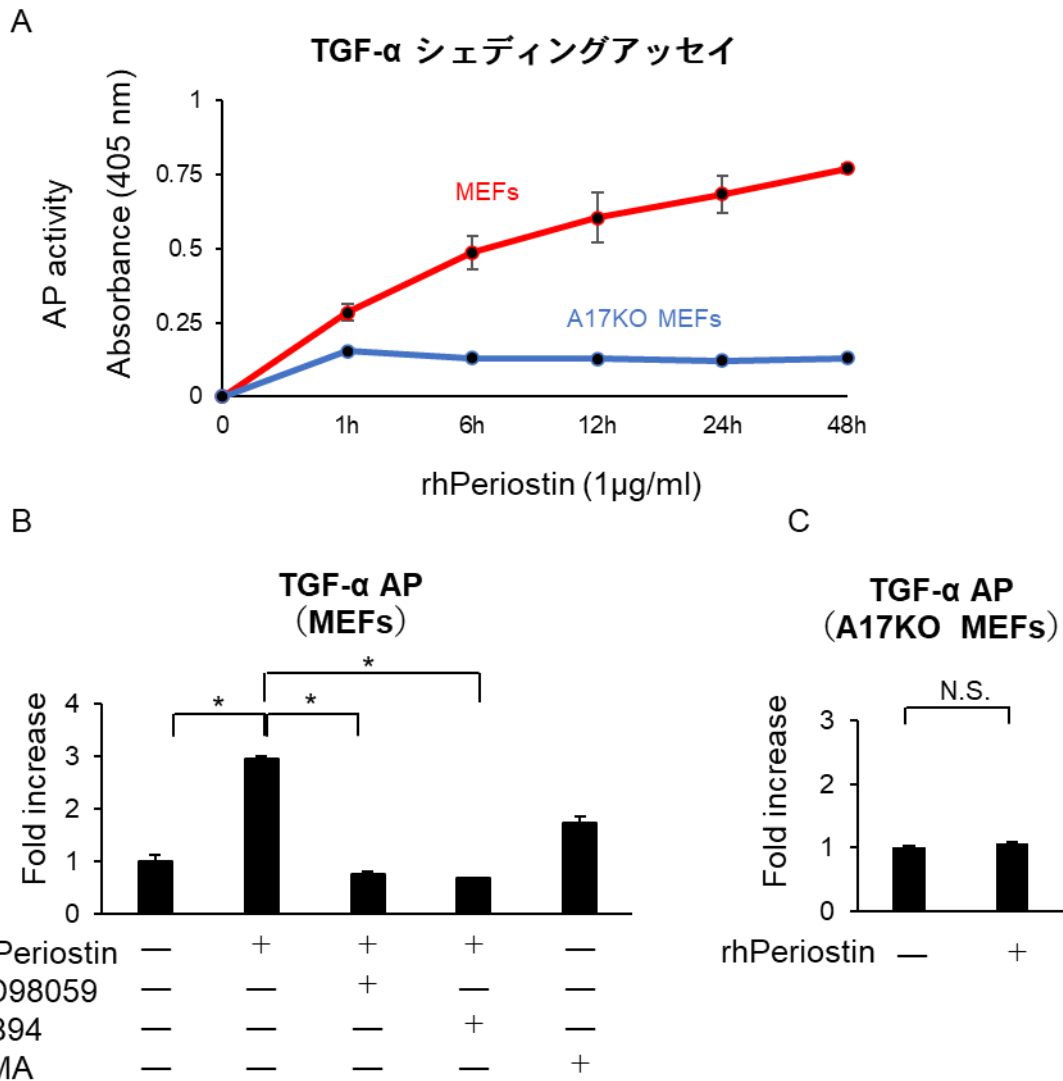 A
TGF-α シェディングアッセイ
AP activity
Absorbance (405 nm)
1
0.75
0.5
0.25
0
MEFs
A17KO MEFs
0 1h 6h 12h 24h 48h
rhPeriostin (1μg/ml)
B
TGF-α AP
（MEFs）
Fold increase
4
3
2
1
0
* * *
Periostin — + + + —
098059 — — + — —
394 — — — + —
MA — — — — +
C
TGF-α AP
（A17KO MEFs）
N.S.
Fold increase
3
2
1
0
rhPeriostin — +